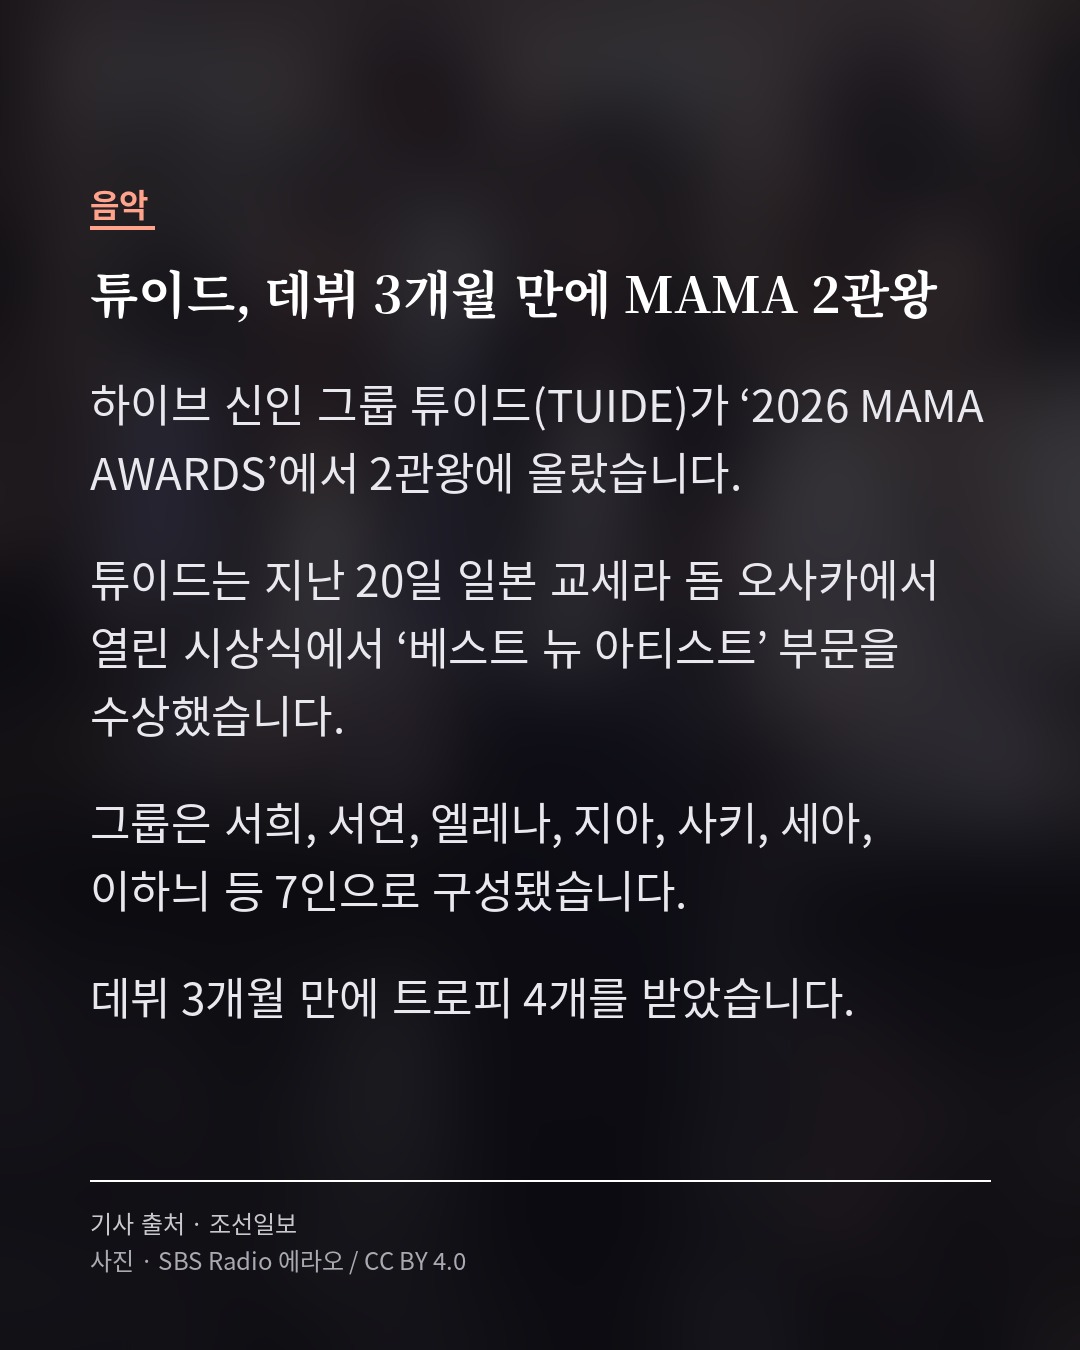 음악
튜이드, 데뷔 3개월 만에 MAMA 2관왕
하이브 신인 그룹 튜이드(TUIDE)가 ‘2026 MAMA
AWARDS’에서 2관왕에 올랐습니다.
튜이드는 지난 20일 일본 교세라 돔 오사카에서
열린 시상식에서 ‘베스트 뉴 아티스트’ 부문을
수상했습니다.
그룹은 서희, 서연, 엘레나, 지아, 사키, 세아,
이하늬 등 7인으로 구성됐습니다.
데뷔 3개월 만에 트로피 4개를 받았습니다.
기사 출처 · 조선일보
사진 · SBS Radio 에라오 / CC BY 4.0